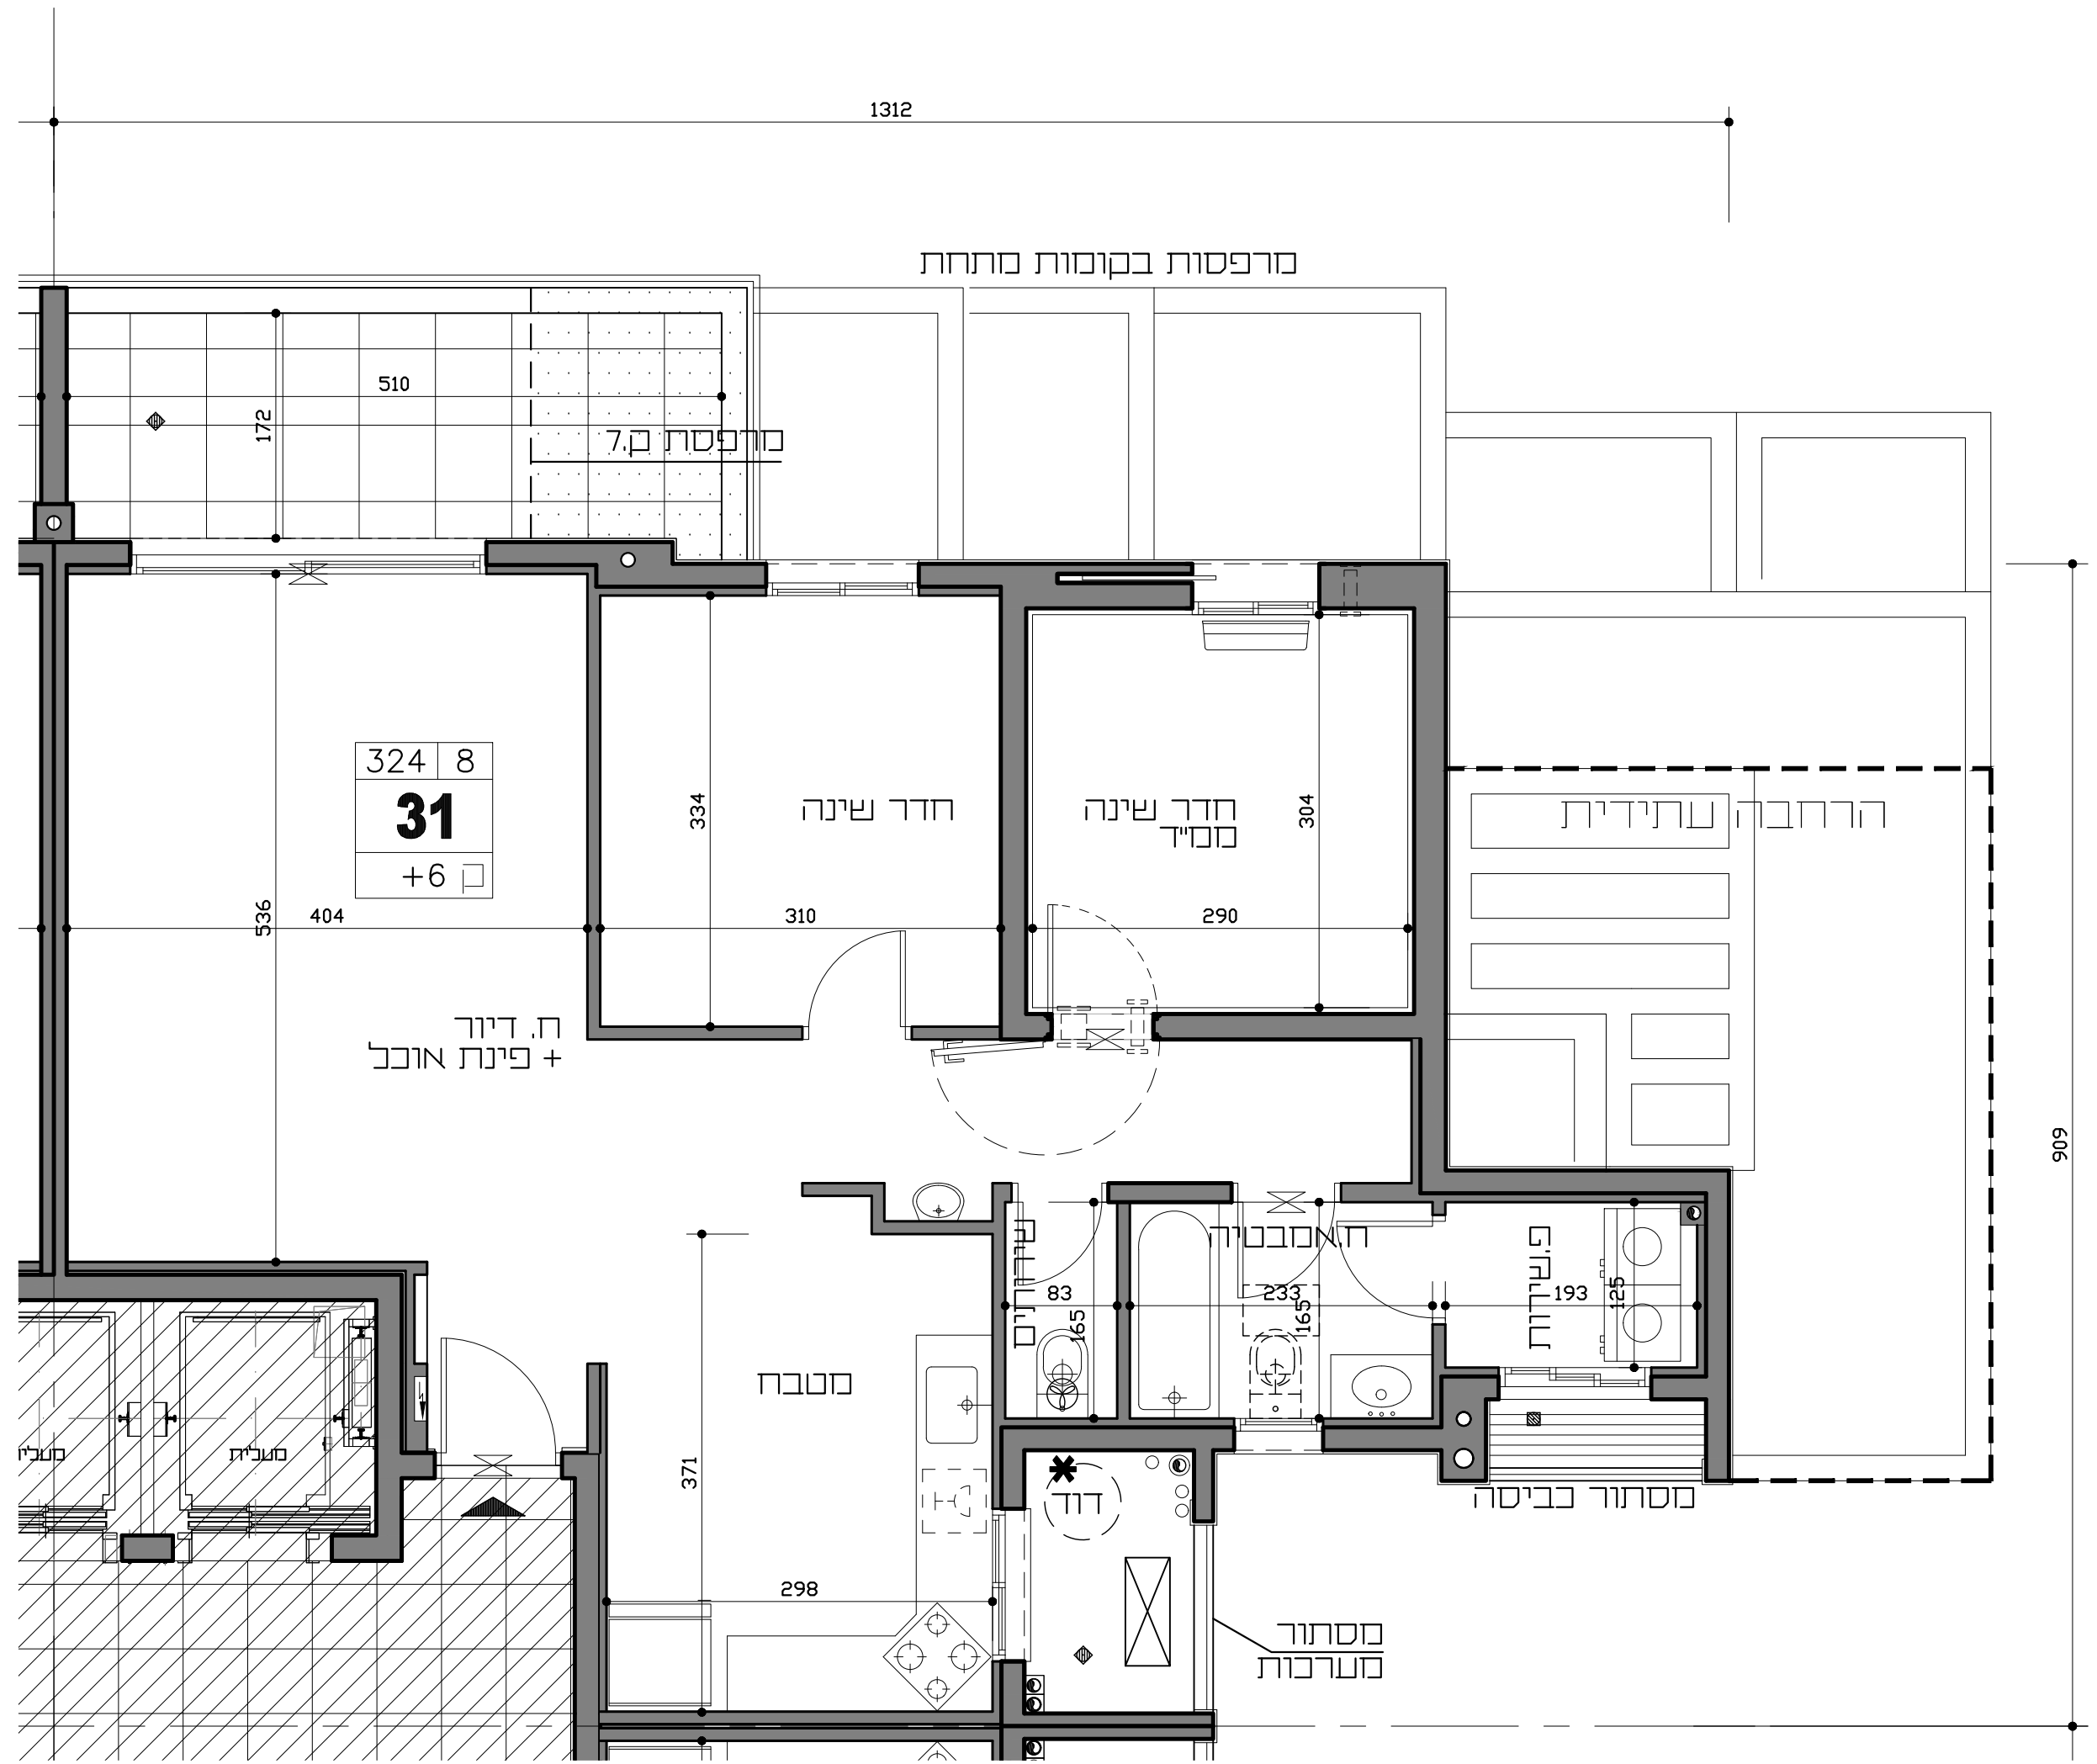 1312
מרפסות בקומות מתחת
510
172
מרפסת ק.7
324 8
31
ק 6+
334
חדר שינה
חדר שינה
ממ"ד
304
הרחבה עתידית
536
404
310
290
ח. דיור
+ פינת אוכל
909
שירותים
ח.אמבטיה
פ.שירות
83
165
233
165
193
125
מטבח
מעלית
מעלית
371
דוד
מסתור כביסה
298
מסתור
מערכות